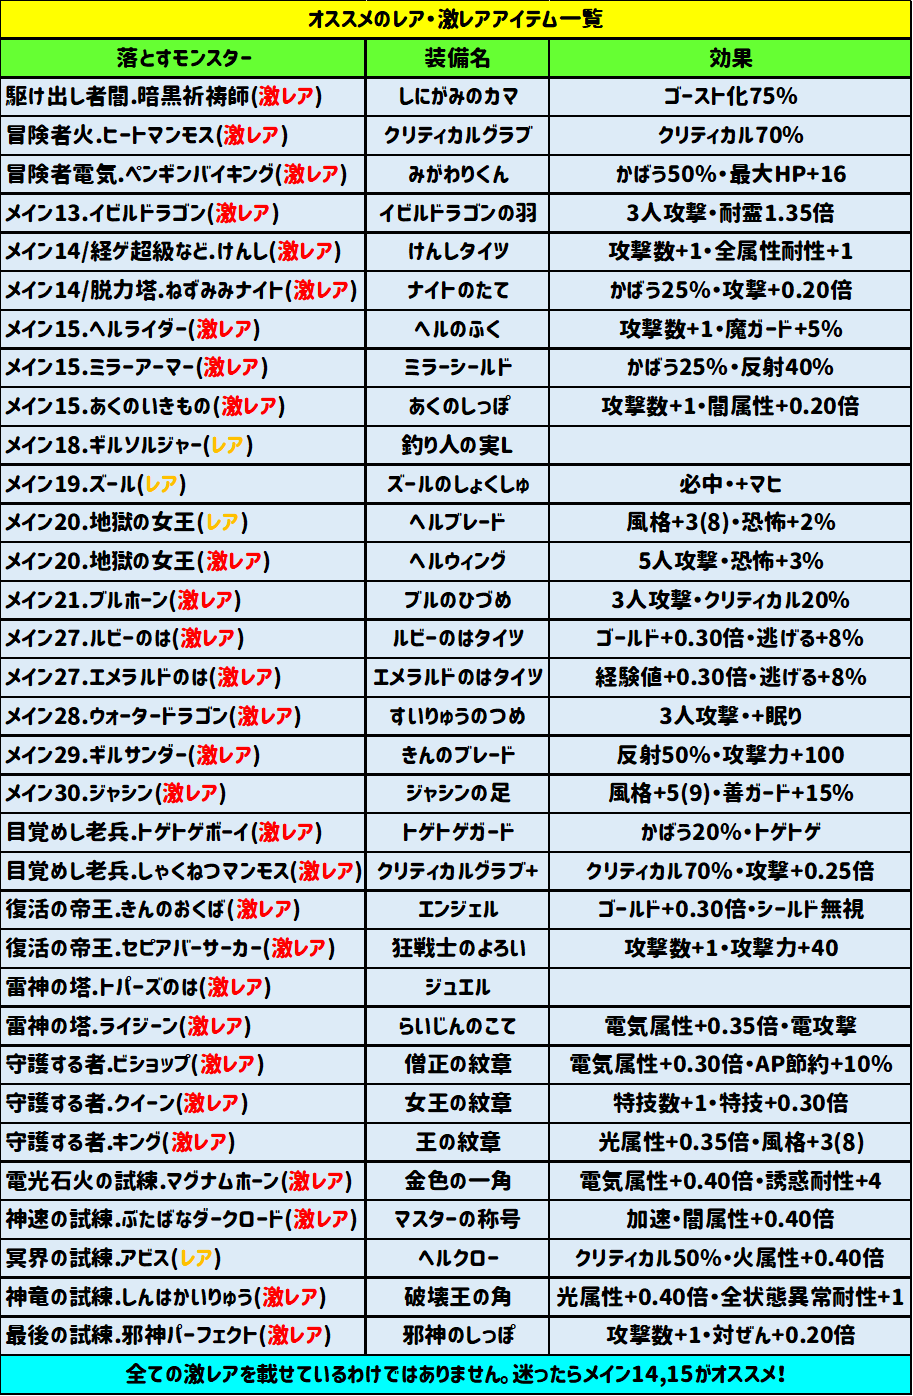 オススメのレア・激レアアイテム一覧
落とすモンスター 装備名 効果
駆け出し者闇.暗黒祈祷師(激レア) しにがみのカマ ゴースト化75%
冒険者火.ヒートマンモス(激レア) クリティカルグラブ クリティカル70%
冒険者電気.ペンギンバイキング(激レア) みがわりくん かばう50%・最大HP+16
メイン13.イビルドラゴン(激レア) イビルドラゴンの羽 3人攻撃・耐霊1.35倍
メイン14/経ゲ超級など.けんし(激レア) けんしタイツ 攻撃数+1・全属性耐性+1
メイン14/脱力塔.ねずみみナイト(激レア) ナイトのたて かばう25%・攻撃+0.20倍
メイン15.ヘルライダー(激レア) ヘルのふく 攻撃数+1・魔ガード+5%
メイン15.ミラーアーマー(激レア) ミラーシールド かばう25%・反射40%
メイン15.あくのいきもの(激レア) あくのしっぽ 攻撃数+1・闇属性+0.20倍
メイン18.ギルソルジャー(レア) 釣り人の実L
メイン19.ズール(レア) ズールのしょくしゅ 必中・+マヒ
メイン20.地獄の女王(レア) ヘルブレード 風格+3(8)・恐怖+2%
メイン20.地獄の女王(激レア) ヘルウィング 5人攻撃・恐怖+3%
メイン21.ブルホーン(激レア) ブルのひづめ 3人攻撃・クリティカル20%
メイン27.ルビーのは(激レア) ルビーのはタイツ ゴールド+0.30倍・逃げる+8%
メイン27.エメラルドのは(激レア) エメラルドのはタイツ 経験値+0.30倍・逃げる+8%
メイン28.ウォータードラゴン(激レア) すいりゅうのつめ 3人攻撃・+眠り
メイン29.ギルサンダー(激レア) きんのブレード 反射50%・攻撃力+100
メイン30.ジャシン(激レア) ジャシンの足 風格+5(9)・善ガード+15%
目覚めし老兵.トゲトゲボーイ(激レア) トゲトゲガード かばう20%・トゲトゲ
目覚めし老兵.しゃくねつマンモス(激レア) クリティカルグラブ+ クリティカル70%・攻撃+0.25倍
復活の帝王.きんのおくば(激レア) エンジェル ゴールド+0.30倍・シールド無視
復活の帝王.セピアバーサーカー(激レア) 狂戦士のよろい 攻撃数+1・攻撃力+40
雷神の塔.トパーズのは(激レア) ジュエル
雷神の塔.ライジーン(激レア) らいじんのこて 電気属性+0.35倍・電攻撃
守護する者.ビショップ(激レア) 僧正の紋章 電気属性+0.30倍・AP節約+10%
守護する者.クイーン(激レア) 女王の紋章 特技数+1・特技+0.30倍
守護する者.キング(激レア) 王の紋章 光属性+0.35倍・風格+3(8)
電光石火の試練.マグナムホーン(激レア) 金色の一角 電気属性+0.40倍・誘惑耐性+4
神速の試練.ぶたばなダークロード(激レア) マスターの称号 加速・闇属性+0.40倍
冥界の試練.アビス(レア) ヘルクロー クリティカル50%・火属性+0.40倍
神竜の試練.しんはかいりゅう(激レア) 破壊王の角 光属性+0.40倍・全状態異常耐性+1
最後の試練.邪神パーフェクト(激レア) 邪神のしっぽ 攻撃数+1・対ぜん+0.20倍
全ての激レアを載せているわけではありません。迷ったらメイン14,15がオススメ!